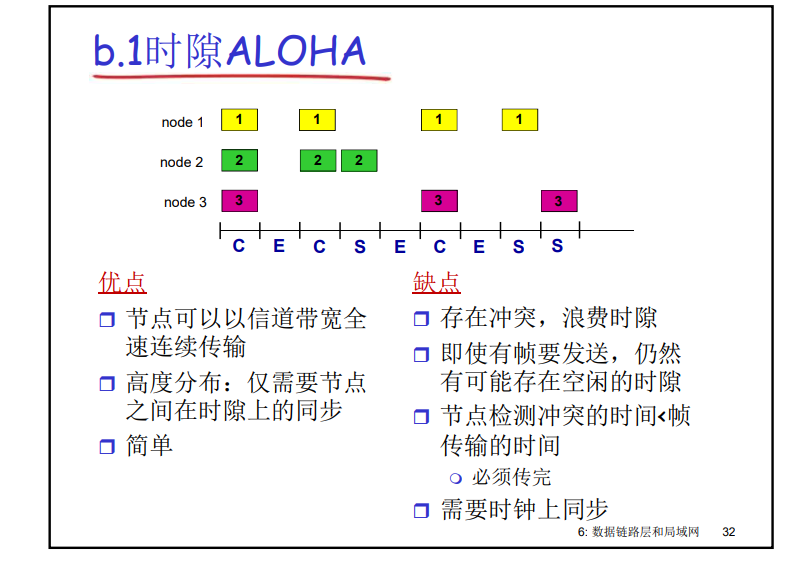 b.1时隙ALOHA
node 1 1 1 1 1
node 2 2 2 2
node 3 3 3 3
C E C S E C E S S
优点
节点可以以信道带宽全
速连续传输
高度分布：仅需要节点
之间在时隙上的同步
简单
缺点
存在冲突，浪费时隙
即使有帧要发送，仍然
有可能存在空闲的时隙
节点检测冲突的时间<帧
传输的时间
必须传完
需要时钟上同步
6: 数据链路层和局域网 32